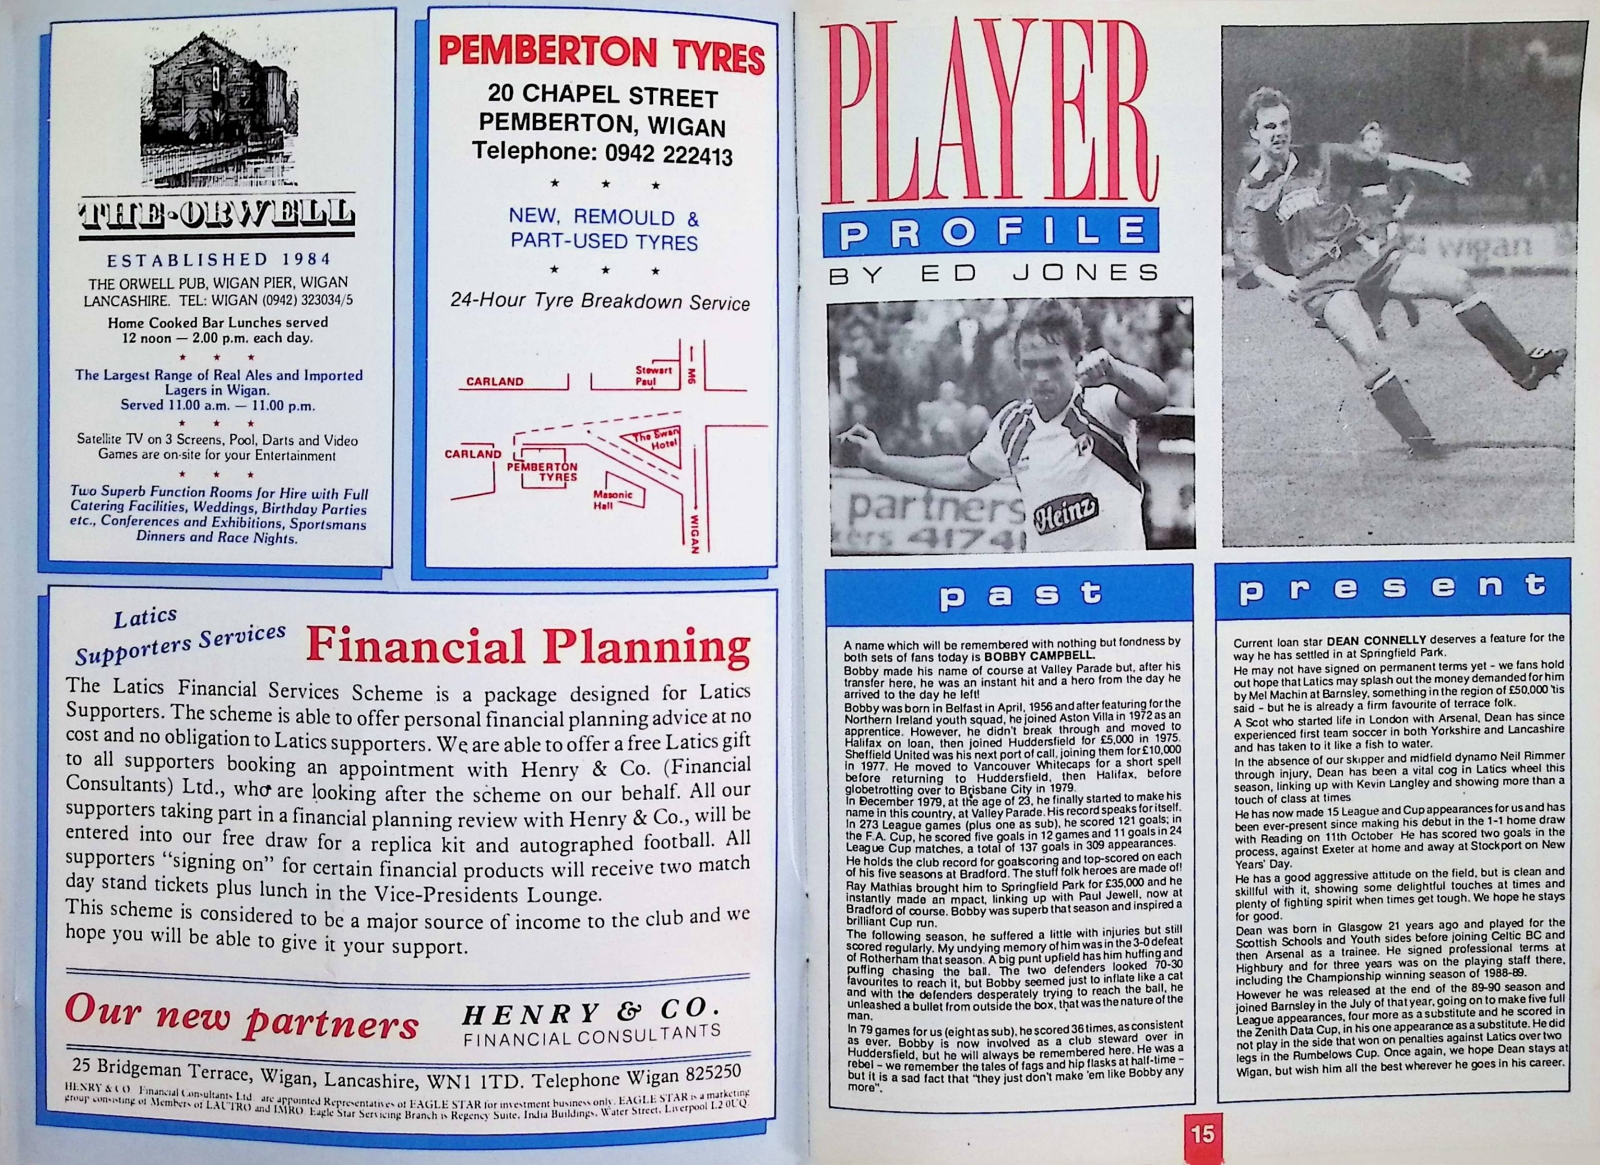 THE·ORWELL
ESTABLISHED 1984
THE ORWELL PUB, WIGAN PIER, WIGAN
LANCASHIRE. TEL: WIGAN (0942) 323034/5
Home Cooked Bar Lunches served
12 noon — 2.00 p.m. each day.
★ ★ ★
The Largest Range of Real Ales and Imported
Lagers in Wigan.
Served 11.00 a.m. — 11.00 p.m.
★ ★ ★
Satellite TV on 3 Screens, Pool, Darts and Video
Games are on-site for your Entertainment
★ ★ ★
Two Superb Function Rooms for Hire with Full
Catering Facilities, Weddings, Birthday Parties
etc., Conferences and Exhibitions, Sportsmans
Dinners and Race Nights.
PEMBERTON TYRES
20 CHAPEL STREET
PEMBERTON, WIGAN
Telephone: 0942 222413
★ ★ ★
NEW, REMOULD &
PART-USED TYRES
★ ★ ★
24-Hour Tyre Breakdown Service
CARLAND
Stewart
Paul
M6
The Swan
Hotel
CARLAND
PEMBERTON
TYRES
Masonic
Hall
WIGAN
Latics
Supporters Services
Financial Planning
The Latics Financial Services Scheme is a package designed for Latics
Supporters. The scheme is able to offer personal financial planning advice at no
cost and no obligation to Latics supporters. We are able to offer a free Latics gift
to all supporters booking an appointment with Henry & Co. (Financial
Consultants) Ltd., who are looking after the scheme on our behalf. All our
supporters taking part in a financial planning review with Henry & Co., will be
entered into our free draw for a replica kit and autographed football. All
supporters “signing on” for certain financial products will receive two match
day stand tickets plus lunch in the Vice-Presidents Lounge.
This scheme is considered to be a major source of income to the club and we
hope you will be able to give it your support.
Our new partners
HENRY & CO.
FINANCIAL CONSULTANTS
25 Bridgeman Terrace, Wigan, Lancashire, WN1 1TD. Telephone Wigan 825250
HENRY & CO Financial Consultants Ltd are appointed Representatives of EAGLE STAR for investment business only. EAGLE STAR is a marketing
group consisting of Members of LAUTRO and IMRO. Eagle Star Servicing Branch is Regency Suite, India Buildings, Water Street, Liverpool L2 0UQ.
PLAYER
PROFILE
BY ED JONES
partners
ers 41741
Heinz
wigan
past
A name which will be remembered with nothing but fondness by
both sets of fans today is BOBBY CAMPBELL.
Bobby made his name of course at Valley Parade but, after his
transfer here, he was an instant hit and a hero from the day he
arrived to the day he left!
Bobby was born in Belfast in April, 1956 and after featuring for the
Northern Ireland youth squad, he joined Aston Villa in 1972 as an
apprentice. However, he didn't break through and moved to
Halifax on loan, then joined Huddersfield for £5,000 in 1975.
Sheffield United was his next port of call, joining them for £10,000
in 1977. He moved to Vancouver Whitecaps for a short spell
before returning to Huddersfield, then Halifax, before
globetrotting over to Brisbane City in 1979.
In December 1979, at the age of 23, he finally started to make his
name in this country, at Valley Parade. His record speaks for itself.
In 273 League games (plus one as sub), he scored 121 goals; in
the F.A. Cup, he scored five goals in 12 games and 11 goals in 24
League Cup matches, a total of 137 goals in 309 appearances.
He holds the club record for goalscoring and top-scored on each
of his five seasons at Bradford. The stuff folk heroes are made of!
Ray Mathias brought him to Springfield Park for £35,000 and he
instantly made an mpact, linking up with Paul Jewell, now at
Bradford of course. Bobby was superb that season and inspired a
brilliant Cup run.
The following season, he suffered a little with injuries but still
scored regularly. My undying memory of him was in the 3-0 defeat
of Rotherham that season. A big punt upfield has him huffing and
puffing chasing the ball. The two defenders looked 70-30
favourites to reach it, but Bobby seemed just to inflate like a cat
and with the defenders desperately trying to reach the ball, he
unleashed a bullet from outside the box, that was the nature of the
man.
In 79 games for us (eight as sub), he scored 36 times, as consistent
as ever. Bobby is now involved as a club steward over in
Huddersfield, but he will always be remembered here. He was a
rebel – we remember the tales of fags and hip flasks at half-time –
but it is a sad fact that "they just don't make 'em like Bobby any
more".
present
Current loan star DEAN CONNELLY deserves a feature for the
way he has settled in at Springfield Park.
He may not have signed on permanent terms yet – we fans hold
out hope that Latics may splash out the money demanded for him
by Mel Machin at Barnsley, something in the region of £50,000 'tis
said – but he is already a firm favourite of terrace folk.
A Scot who started life in London with Arsenal, Dean has since
experienced first team soccer in both Yorkshire and Lancashire
and has taken to it like a fish to water.
In the absence of our skipper and midfield dynamo Neil Rimmer
through injury, Dean has been a vital cog in Latics wheel this
season, linking up with Kevin Langley and showing more than a
touch of class at times
He has now made 15 League and Cup appearances for us and has
been ever-present since making his debut in the 1-1 home draw
with Reading on 11th October He has scored two goals in the
process, against Exeter at home and away at Stockport on New
Years' Day.
He has a good aggressive attitude on the field, but is clean and
skillful with it, showing some delightful touches at times and
plenty of fighting spirit when times get tough. We hope he stays
for good.
Dean was born in Glasgow 21 years ago and played for the
Scottish Schools and Youth sides before joining Celtic BC and
then Arsenal as a trainee. He signed professional terms at
Highbury and for three years was on the playing staff there,
including the Championship winning season of 1988-89.
However he was released at the end of the 89-90 season and
joined Barnsley in the July of that year, going on to make five full
League appearances, four more as a substitute and he scored in
the Zenith Data Cup, in his one appearance as a substitute. He did
not play in the side that won on penalties against Latics over two
legs in the Rumbelows Cup. Once again, we hope Dean stays at
Wigan, but wish him all the best wherever he goes in his career.
15